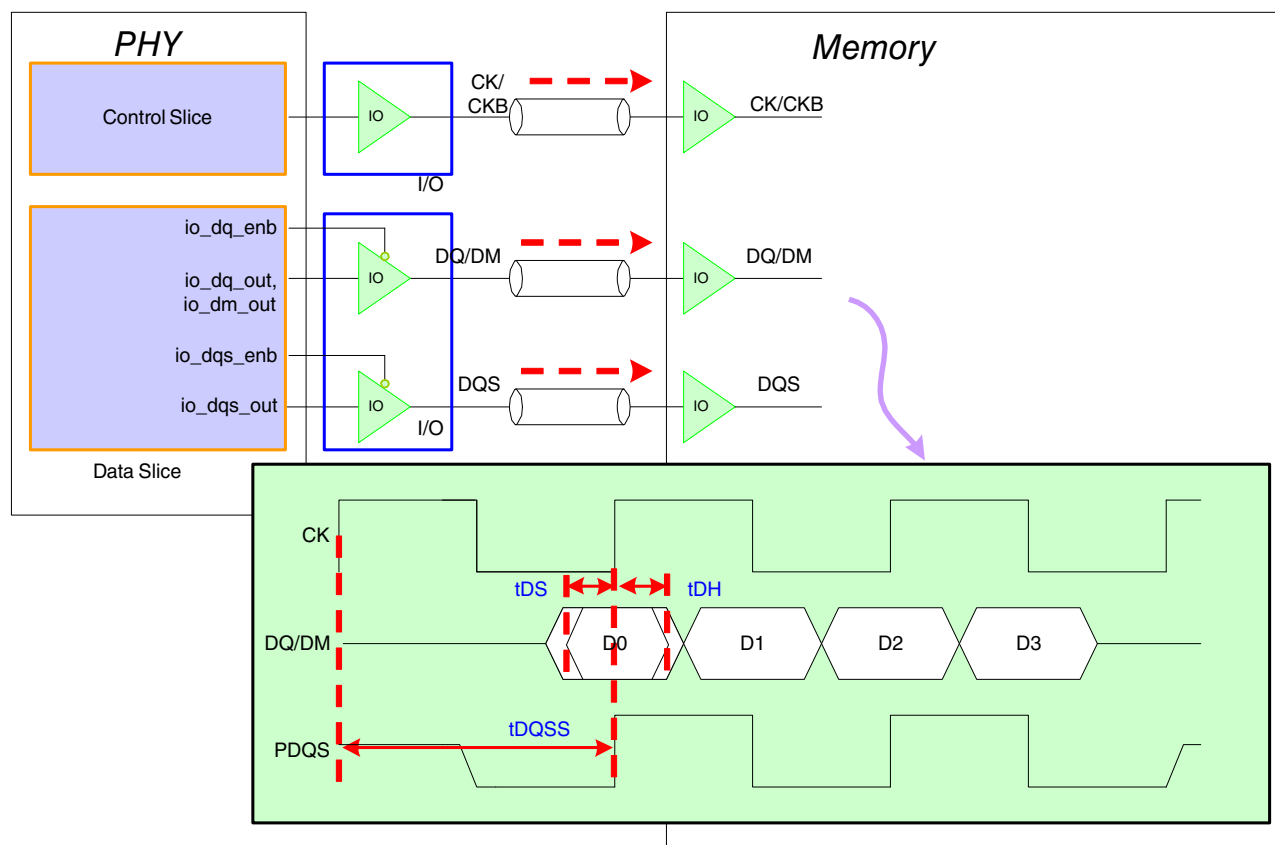 PHY
Memory
Control Slice
IO
CK/
CKB
IO
CK/CKB
I/O
io_dq_enb
io_dq_out,
io_dm_out
IO
DQ/DM
IO
DQ/DM
io_dqs_enb
io_dqs_out
IO
DQS
IO
DQS
I/O
Data Slice
CK
tDS
tDH
DQ/DM
D0
D1
D2
D3
tDQSS
PDQS